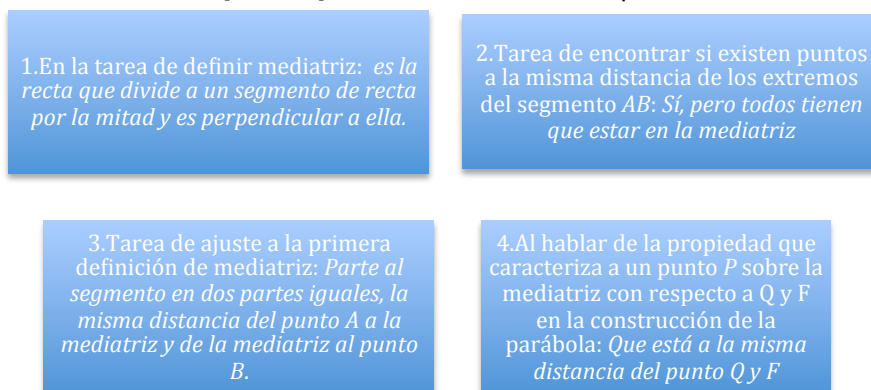 1.En la tarea de definir mediatriz: es la
recta que divide a un segmento de recta
por la mitad y es perpendicular a ella.
2.Tarea de encontrar si existen puntos
a la misma distancia de los extremos
del segmento AB: Sí, pero todos tienen
que estar en la mediatriz
3.Tarea de ajuste a la primera
definición de mediatriz: Parte al
segmento en dos partes iguales, la
misma distancia del punto A a la
mediatriz y de la mediatriz al punto
B.
4.Al hablar de la propiedad que
caracteriza a un punto P sobre la
mediatriz con respecto a Q y F
en la construcción de la
parábola: Que está a la misma
distancia del punto Q y F